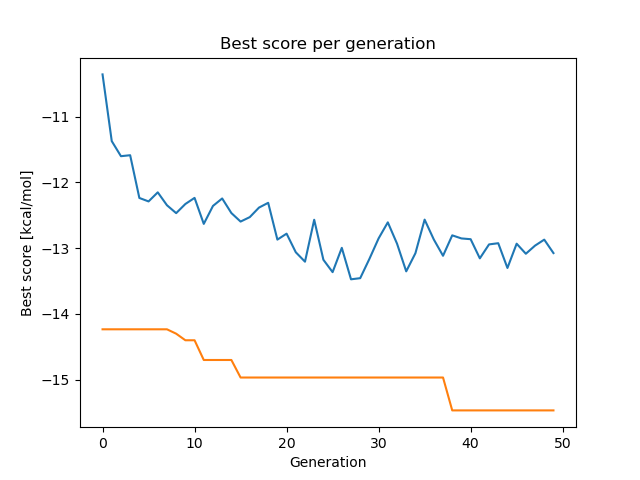 Best score per generation
Best score [kcal/mol]
−11
−12
−13
−14
−15
0 10 20 30 40 50
Generation